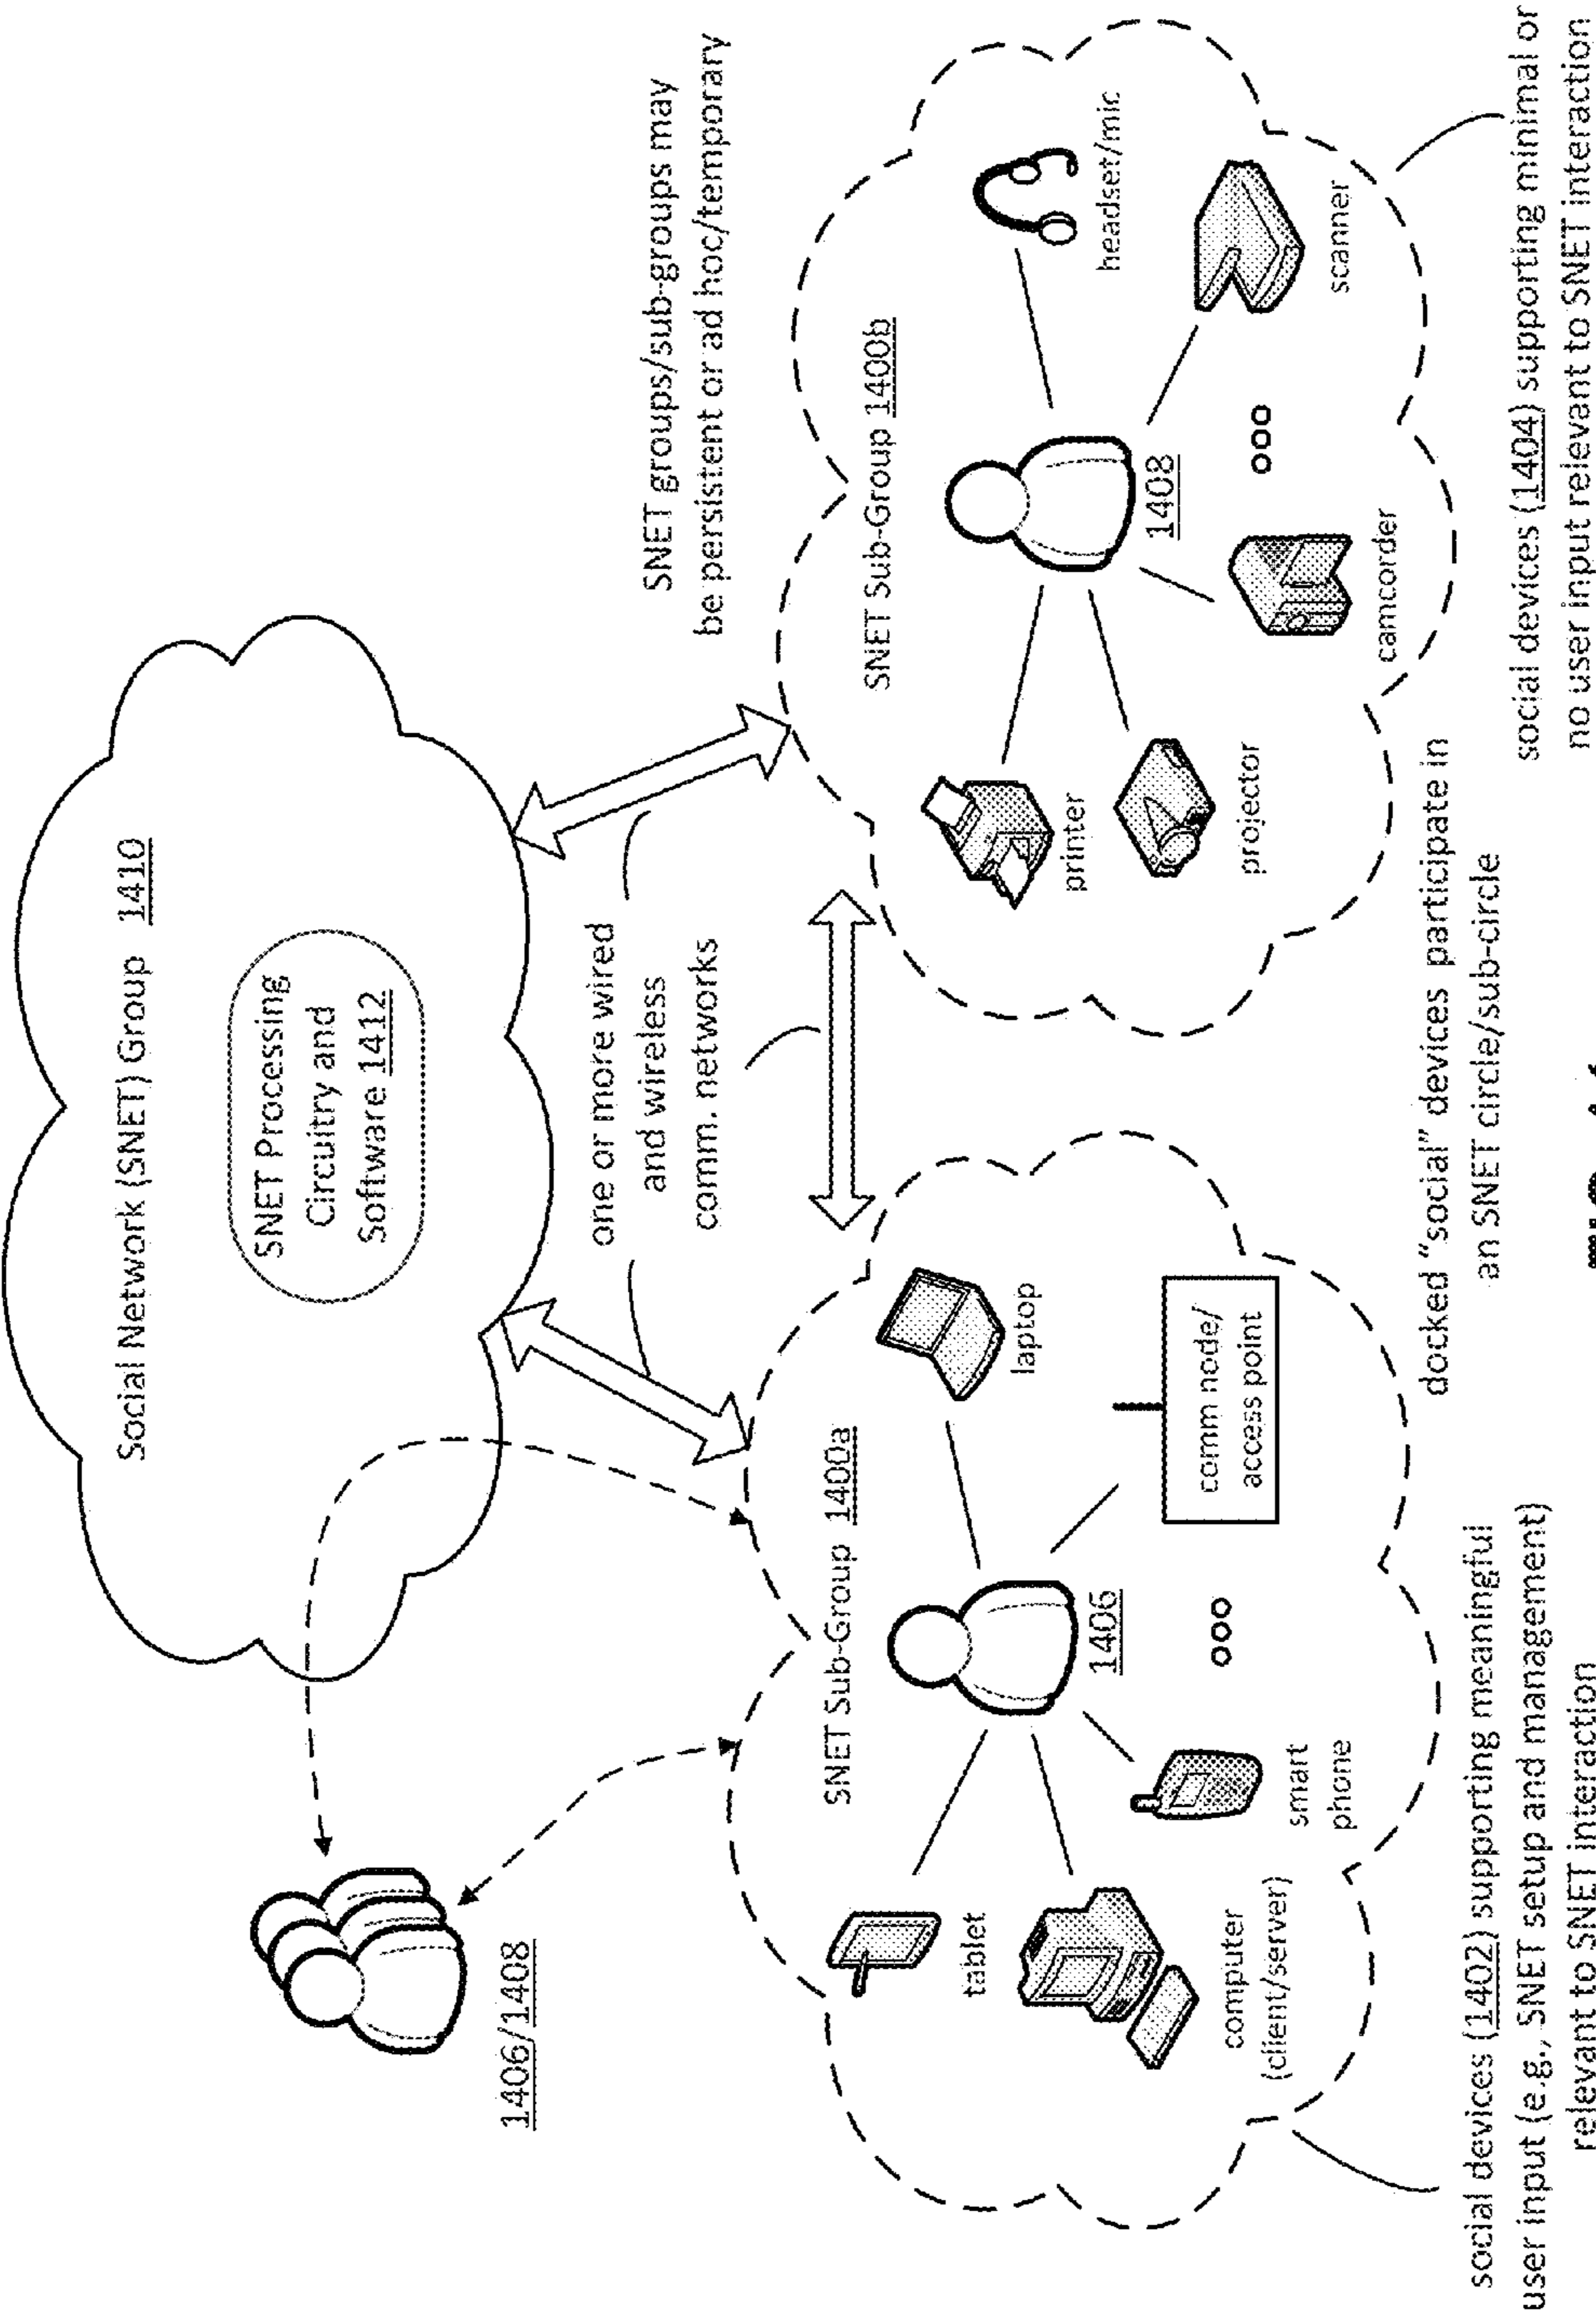 Social Network (SNET) Group 1410
SNET Processing
Circuitry and
Software 1412
1406/1408
one or more wired
and wireless
comm. networks
SNET groups/sub-groups may
be persistent or ad hoc/temporary
SNET Sub-Group 1400a
tablet
laptop
1406
computer
(client/server)
smart
phone
ooo
comm node/
access point
SNET Sub-Group 1400b
printer
headset/mic
1408
projector
camcorder
ooo
scanner
docked "social" devices participate in
an SNET circle/sub-circle
social devices (1402) supporting meaningful
user input (e.g., SNET setup and management)
relevant to SNET interaction
social devices (1404) supporting minimal or
no user input relevant to SNET interaction